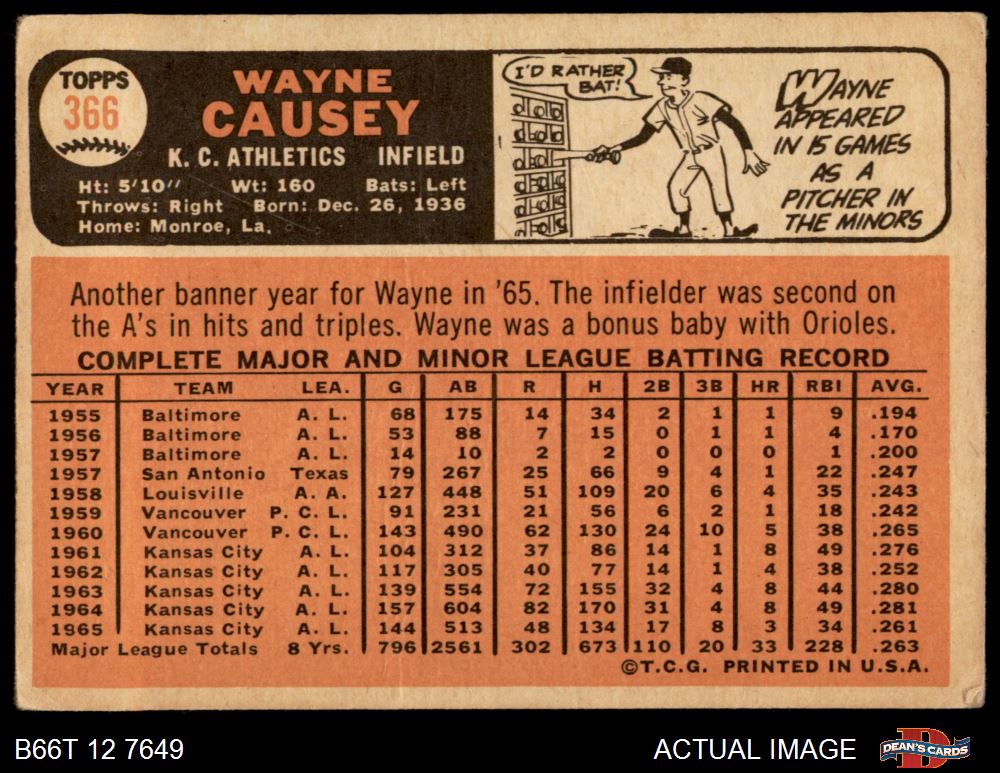 TOPPS
366
WAYNE
CAUSEY
K. C. ATHLETICS INFIELD
Ht: 5'10" Wt: 160 Bats: Left
Throws: Right Born: Dec. 26, 1936
Home: Monroe, La.
I'D RATHER
BAT!
WAYNE
APPEARED
IN 15 GAMES
AS A
PITCHER IN
THE MINORS
Another banner year for Wayne in '65. The infielder was second on
the A's in hits and triples. Wayne was a bonus baby with Orioles.
COMPLETE MAJOR AND MINOR LEAGUE BATTING RECORD
YEAR TEAM LEA. G AB R H 2B 3B HR RBI AVG.
1955 Baltimore A. L. 68 175 14 34 2 1 1 9 .194
1956 Baltimore A. L. 53 88 7 15 0 1 1 4 .170
1957 Baltimore A. L. 14 10 2 2 0 0 0 1 .200
1957 San Antonio Texas 79 267 25 66 9 4 1 22 .247
1958 Louisville A. A. 127 448 51 109 20 6 4 35 .243
1959 Vancouver P. C. L. 91 231 21 56 6 2 1 18 .242
1960 Vancouver P. C. L. 143 490 62 130 24 10 5 38 .265
1961 Kansas City A. L. 104 312 37 86 14 1 8 49 .276
1962 Kansas City A. L. 117 305 40 77 14 1 4 38 .252
1963 Kansas City A. L. 139 554 72 155 32 4 8 44 .280
1964 Kansas City A. L. 157 604 82 170 31 4 8 49 .281
1965 Kansas City A. L. 144 513 48 134 17 8 3 34 .261
Major League Totals 8 Yrs. 796 2561 302 673 110 20 33 228 .263
©T.C.G. PRINTED IN U.S.A.
B66T 12 7649 ACTUAL IMAGE DEAN'S CARDS